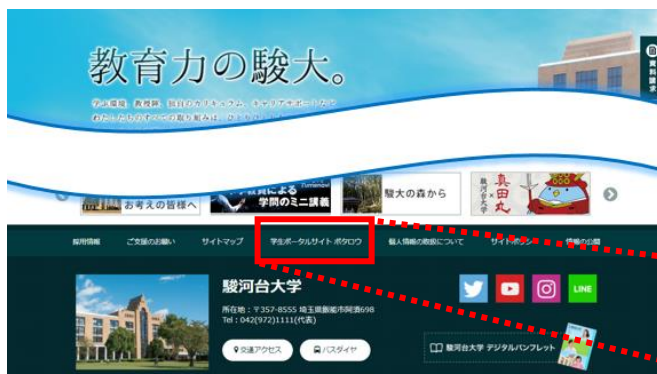 教育力の駿大。
資料請求
お考えの皆様へ
教員による
学問のミニ講義
駿大の森から
駿河台大学
×
真田丸
採用情報
ご支援のお願い
サイトマップ
学生ポータルサイト ポタロウ
個人情報の取扱について
サイトポリシー
情報の公開
駿河台大学
所在地：〒357-8555 埼玉県飯能市阿須698
Tel : 042(972)1111(代表)
交通アクセス
バスダイヤ
LINE
駿河台大学 デジタルパンフレット